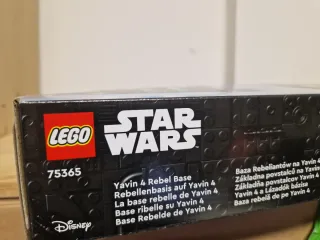 LEGO
STAR
WARS
75365
Yavin 4 Rebel Base
Rebellenbasis auf Yavin 4
La base rebelle de Yavin 4
Base ribelle su Yavin 4
Base Rebelde de Yavin 4
Baza Rebeliantów na Yavin 4
Základna povstalců na Yavin 4
Základňa povstalcov Yavin 4
Yavin 4 a Lázadók bázisa
Baza rebelă de pe Yavin 4
Disney